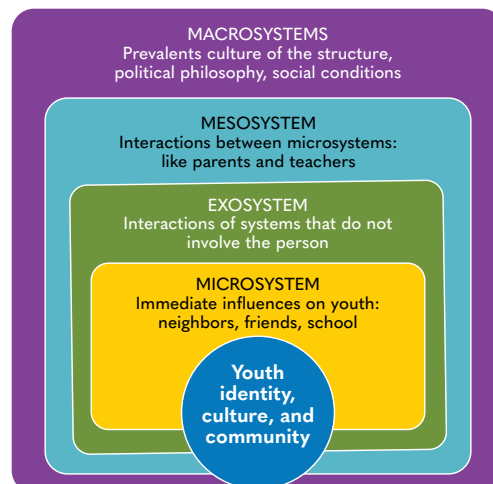 MACROSYSTEMS
Prevalents culture of the structure,
political philosophy, social conditions
MESOSYSTEM
Interactions between microsystems:
like parents and teachers
EXOSYSTEM
Interactions of systems that do not
involve the person
MICROSYSTEM
Immediate influences on youth:
neighbors, friends, school
Youth
identity,
culture, and
community